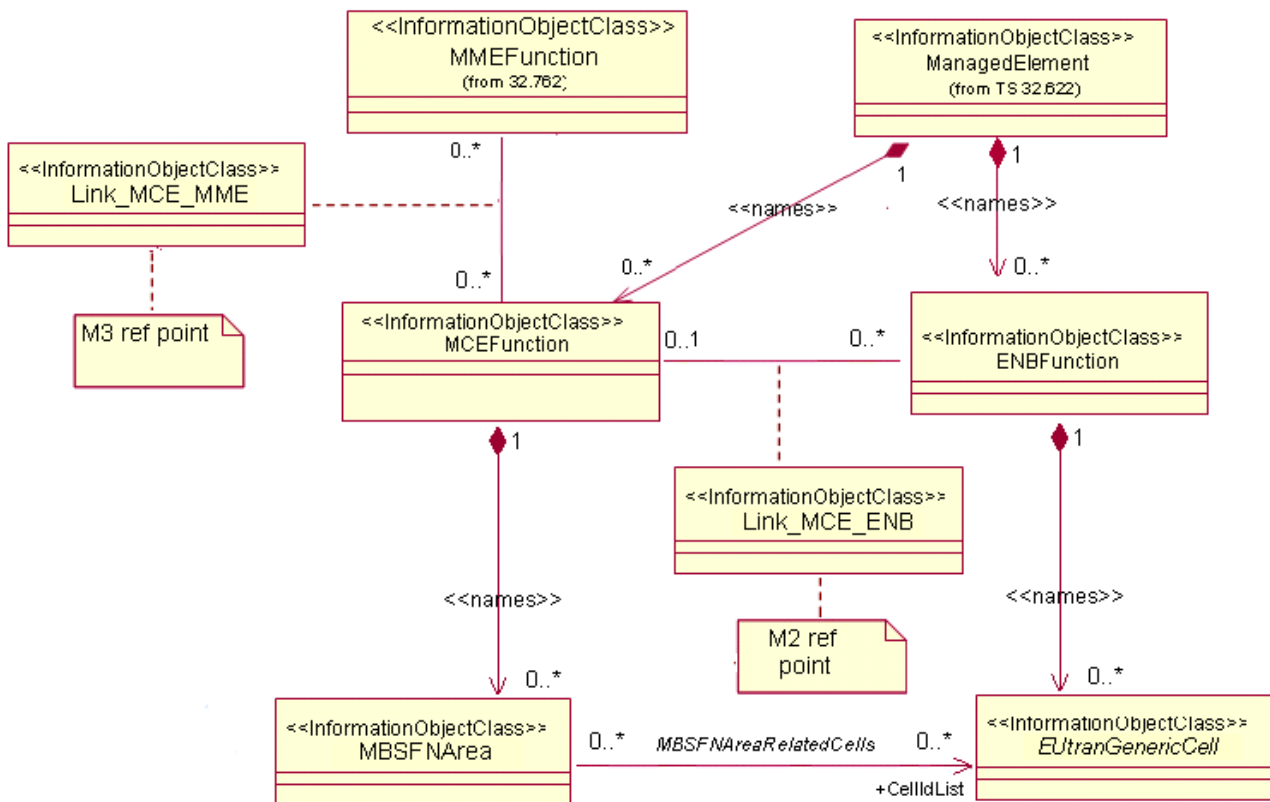 <<InformationObjectClass>>
MMEFunction
(from 32.762)
<<InformationObjectClass>>
ManagedElement
(from TS 32.622)
<<InformationObjectClass>>
Link_MCE_MME
0..*
1
1
<<names>>
<<names>>
0..*
0..*
0..*
M3 ref point
<<InformationObjectClass>>
MCEFunction
0..1
0..*
<<InformationObjectClass>>
ENBFunction
1
1
<<InformationObjectClass>>
Link_MCE_ENB
<<names>>
<<names>>
M2 ref
point
0..*
0..*
<<InformationObjectClass>>
MBSFNArea
0..*
MBSFNAreaRelatedCells
0..*
+CellIdList
<<InformationObjectClass>>
EUtranGenericCell